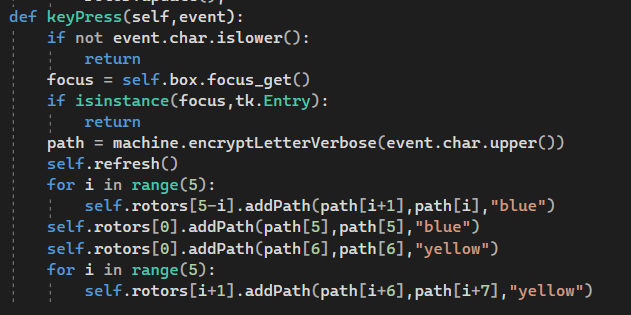 def keyPress(self,event):
    if not event.char.islower():
        return
    focus = self.box.focus_get()
    if isinstance(focus,tk.Entry):
        return
    path = machine.encryptLetterVerbose(event.char.upper())
    self.refresh()
    for i in range(5):
        self.rotors[5-i].addPath(path[i+1],path[i],"blue")
    self.rotors[0].addPath(path[5],path[5],"blue")
    self.rotors[0].addPath(path[6],path[6],"yellow")
    for i in range(5):
        self.rotors[i+1].addPath(path[i+6],path[i+7],"yellow")